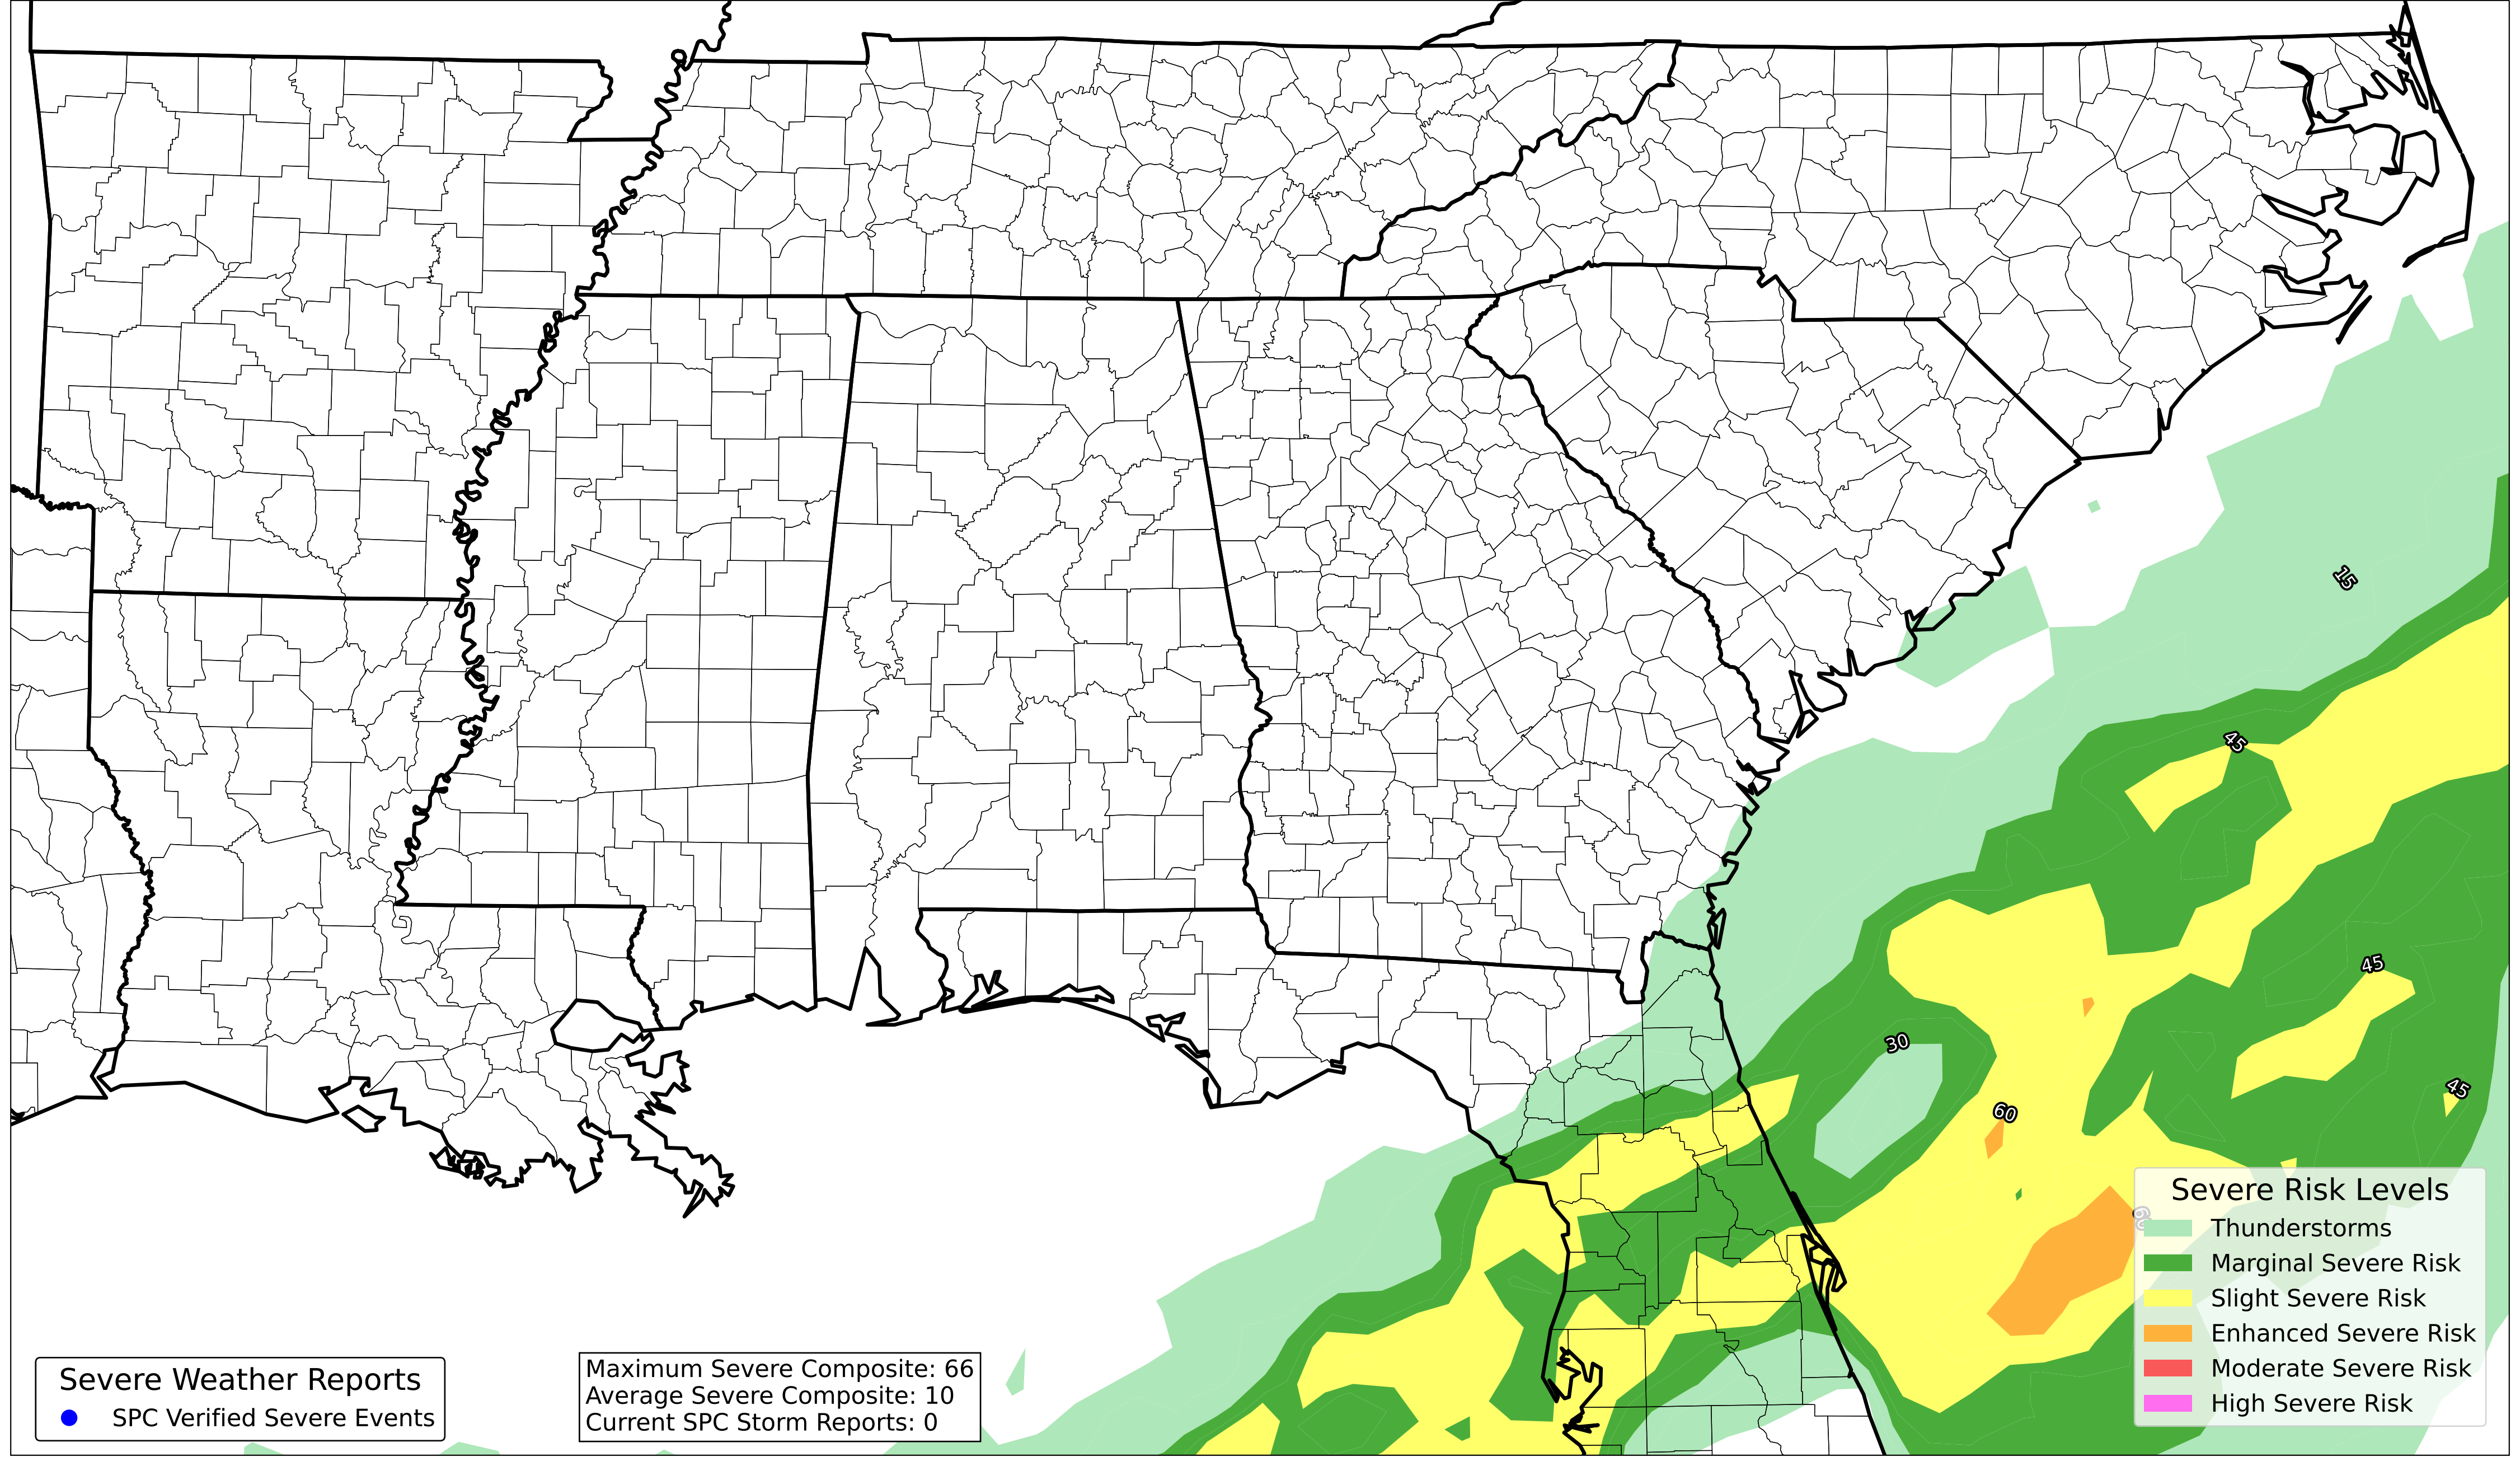 15
45
45
30
45
60
60
Severe Risk Levels
Thunderstorms
Marginal Severe Risk
Slight Severe Risk
Enhanced Severe Risk
Moderate Severe Risk
High Severe Risk
Severe Weather Reports
SPC Verified Severe Events
Maximum Severe Composite: 66
Average Severe Composite: 10
Current SPC Storm Reports: 0